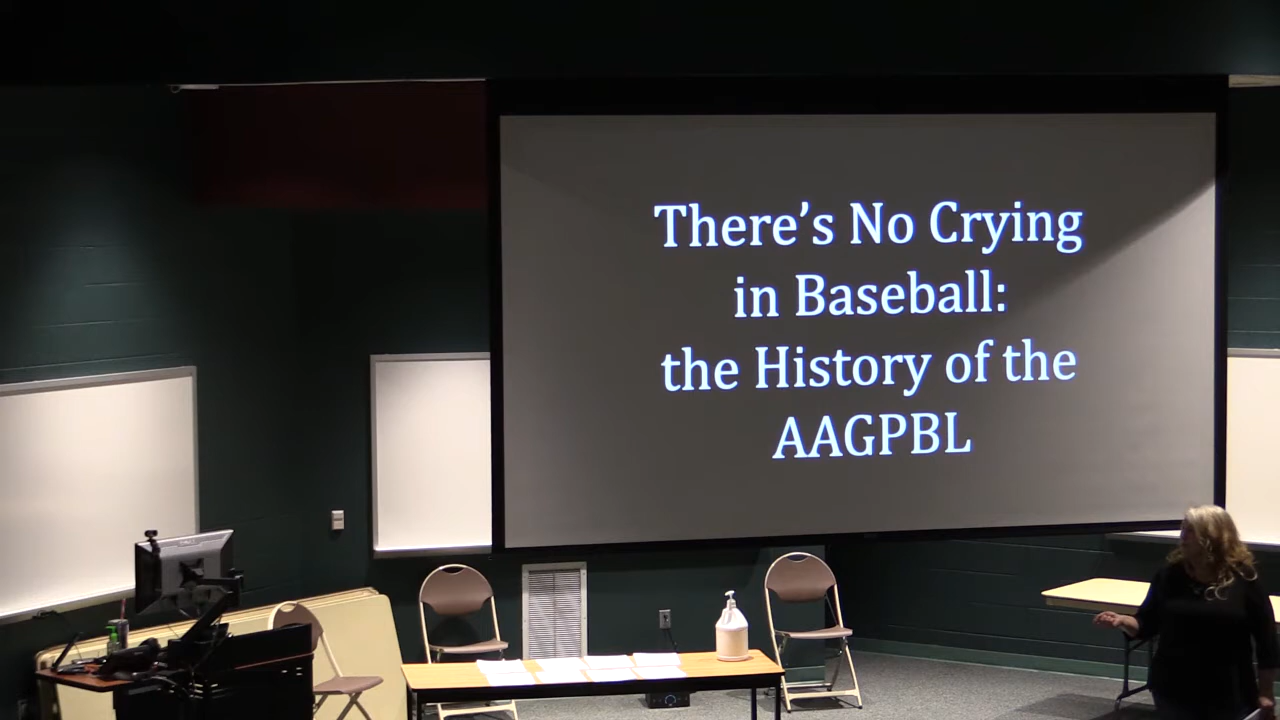 There's No Crying
in Baseball:
the History of the
AAGPBL